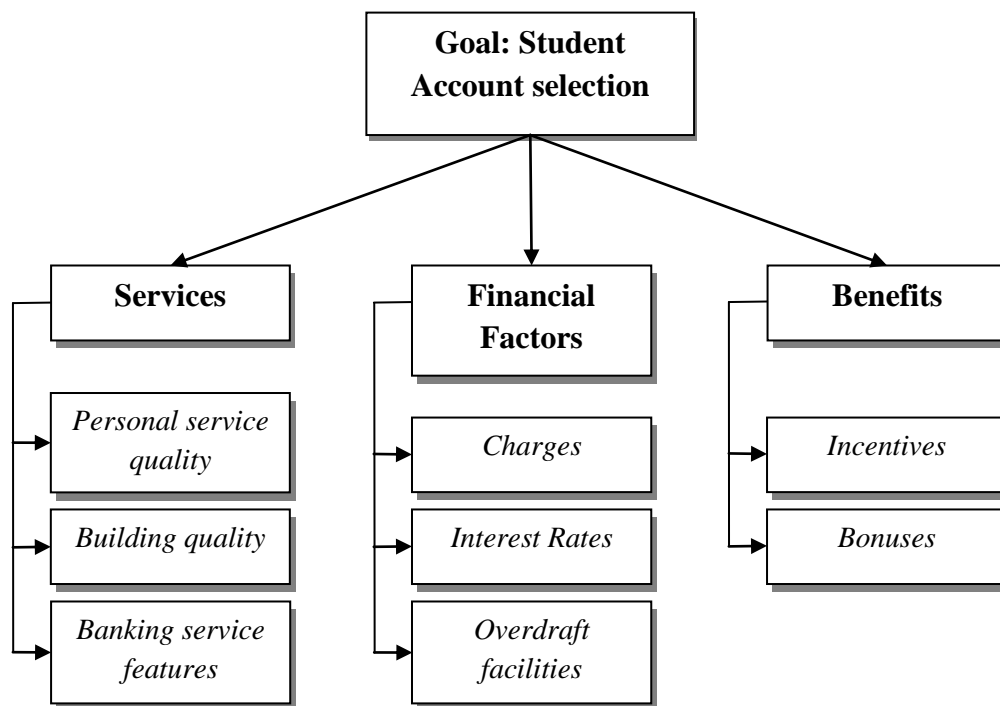 Goal: Student
Account selection
Services
Personal service
quality
Building quality
Banking service
features
Financial
Factors
Charges
Interest Rates
Overdraft
facilities
Benefits
Incentives
Bonuses